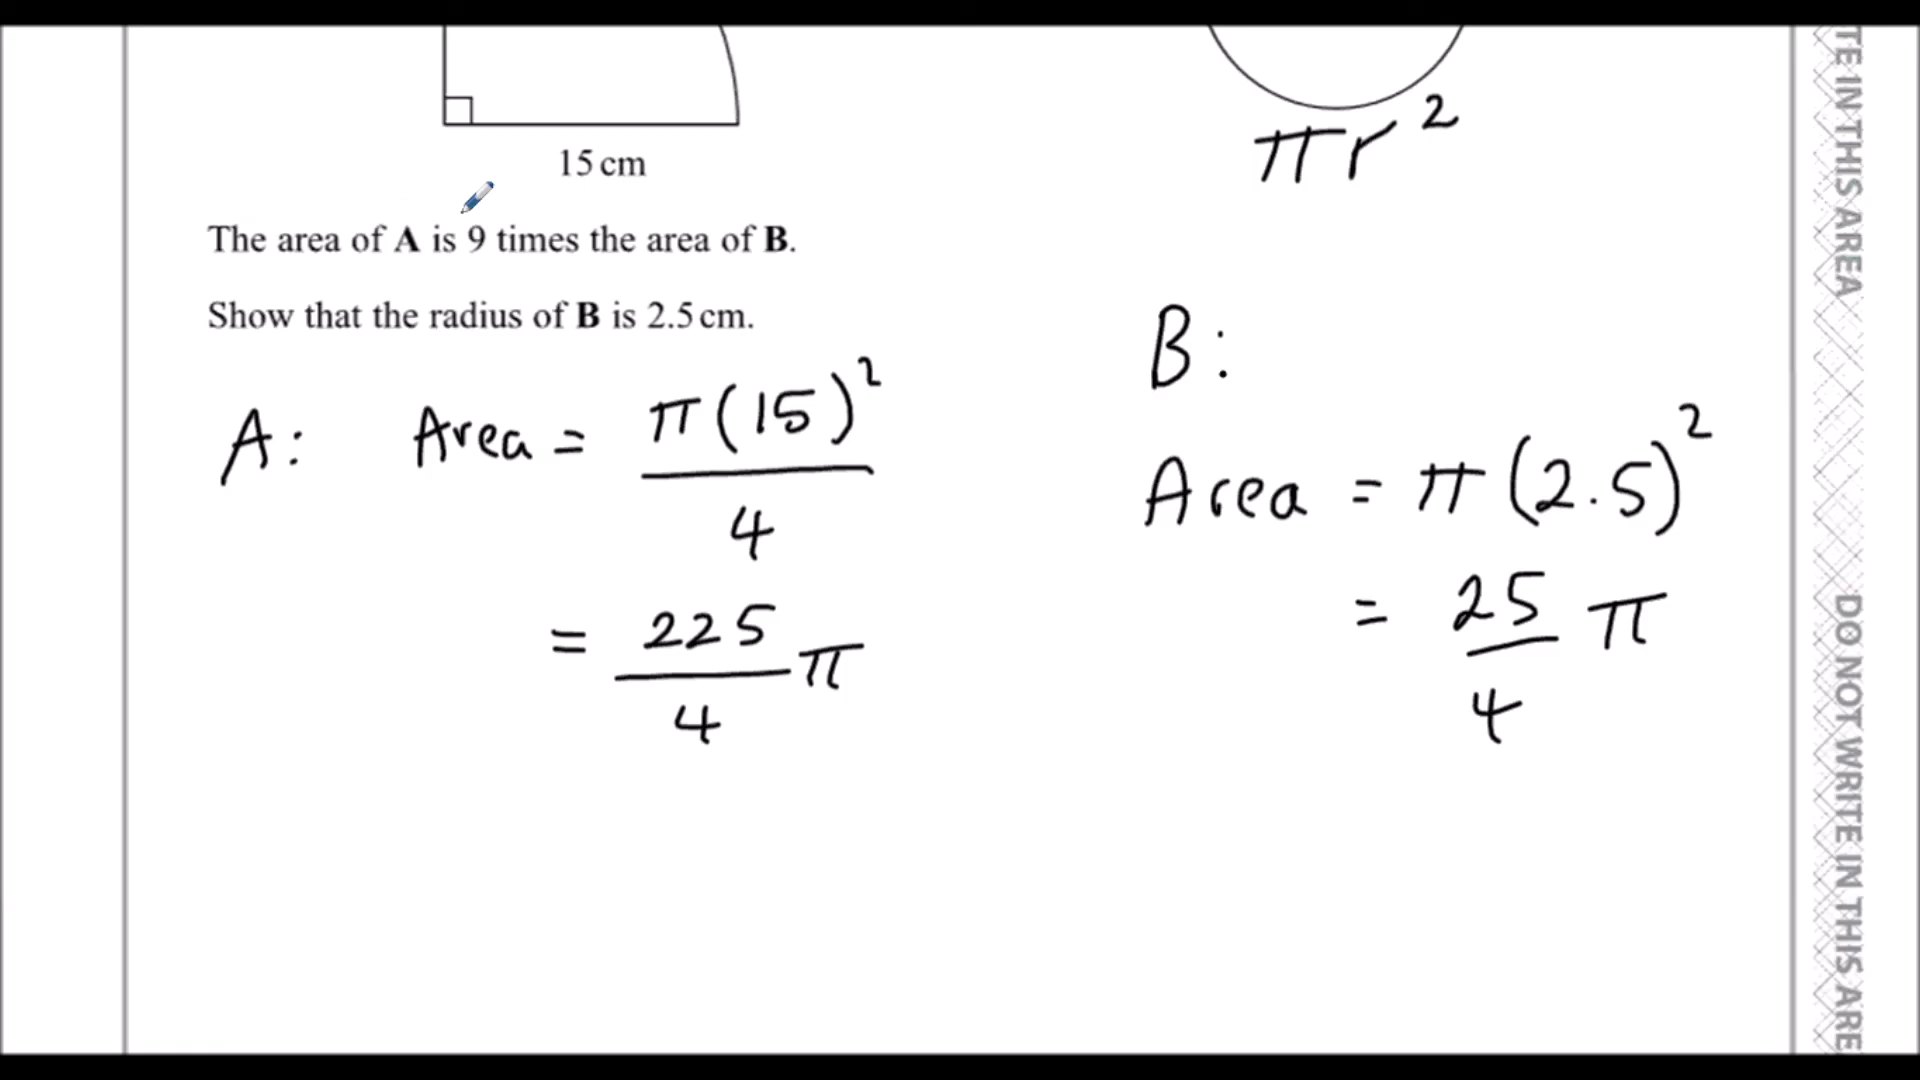 15 cm
πr²
The area of A is 9 times the area of B.
Show that the radius of B is 2.5 cm.
A: Area = π(15)²
4
= 225
4
π
B:
Area = π(2.5)²
= 25
4
π
TE IN THIS AREA
DO NOT WRITE IN THIS ARE